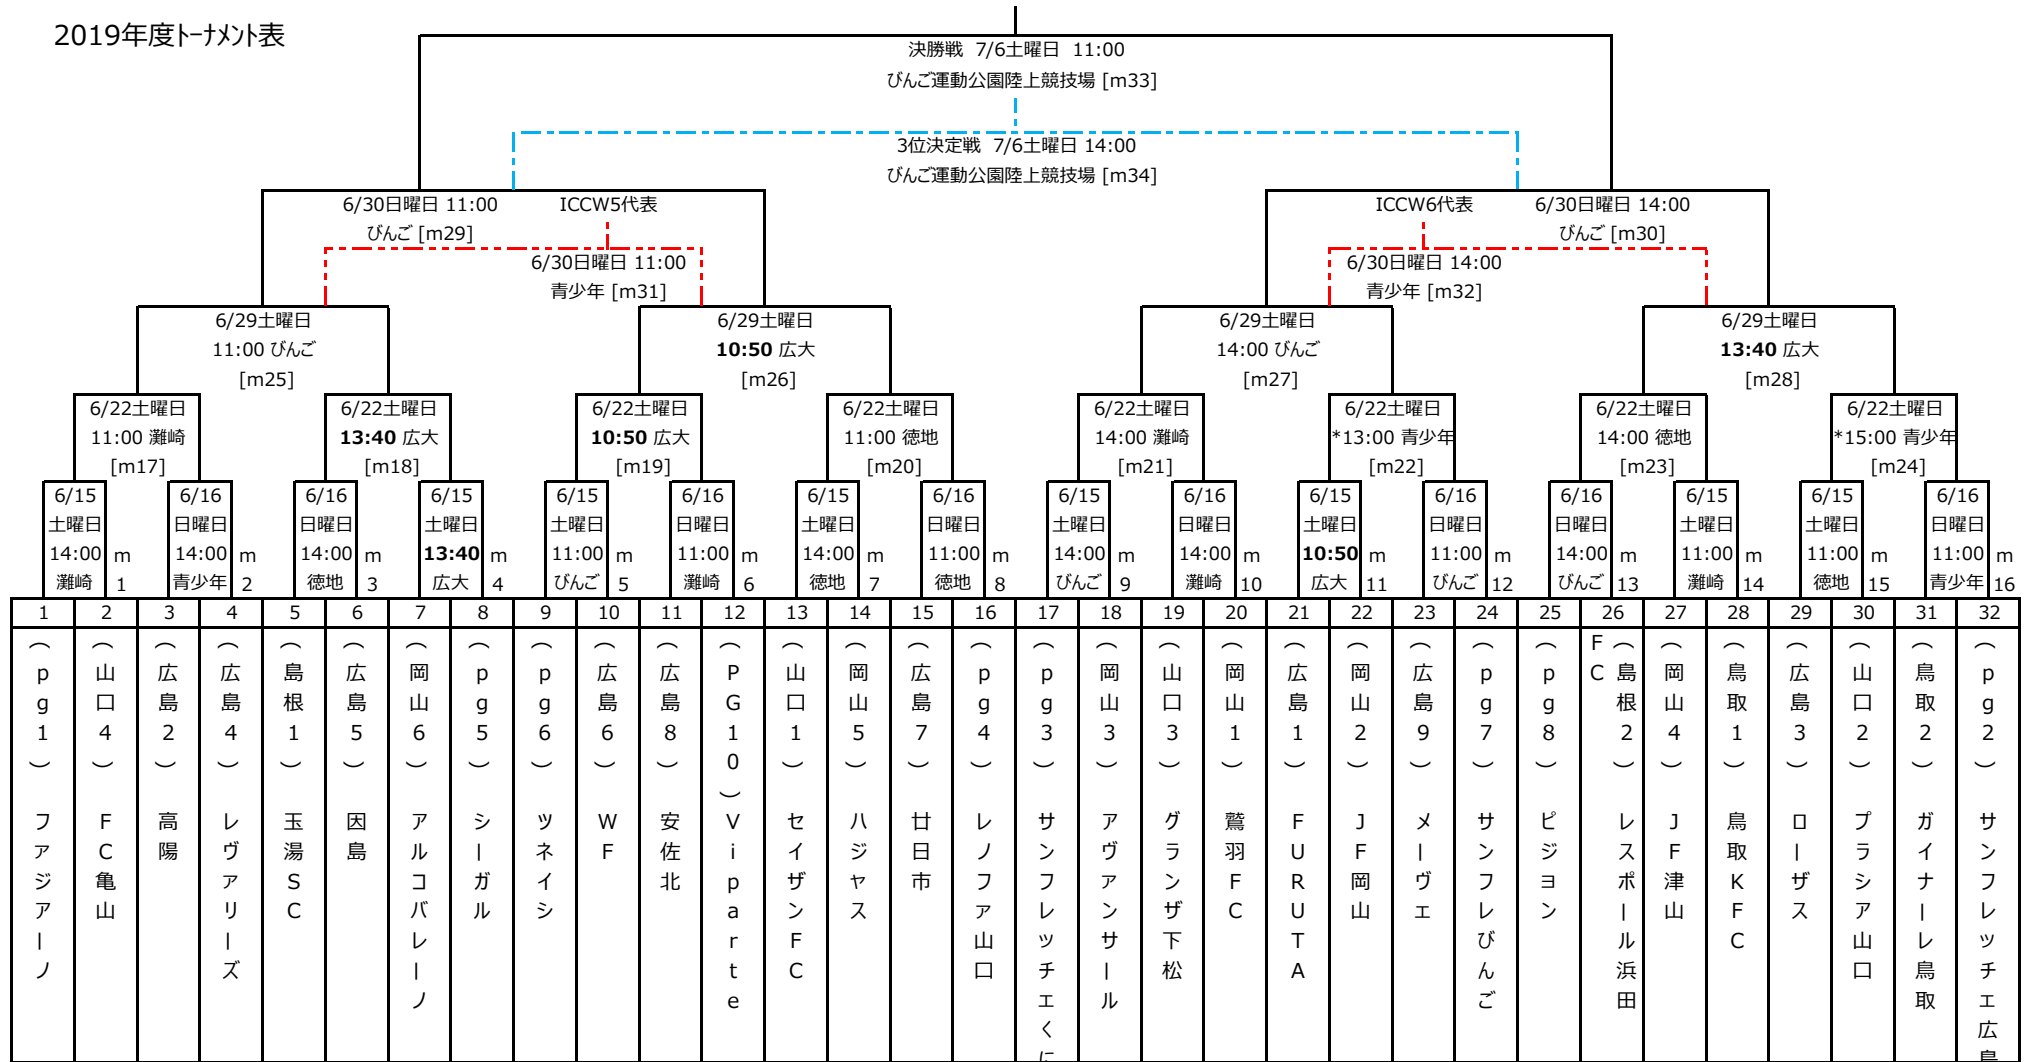 2019年度トーナメント表
決勝戦 7/6土曜日 11:00
びんご運動公園陸上競技場 [m33]
3位決定戦 7/6土曜日 14:00
びんご運動公園陸上競技場 [m34]
6/30日曜日 11:00
びんご [m29]
ICCW5代表
6/30日曜日 11:00
青少年 [m31]
ICCW6代表
6/30日曜日 14:00
びんご [m30]
6/30日曜日 14:00
青少年 [m32]
6/29土曜日
11:00 びんご
[m25]
6/29土曜日
10:50 広大
[m26]
6/29土曜日
14:00 びんご
[m27]
6/29土曜日
13:40 広大
[m28]
6/22土曜日
11:00 灘崎
[m17]
6/22土曜日
13:40 広大
[m18]
6/22土曜日
10:50 広大
[m19]
6/22土曜日
11:00 徳地
[m20]
6/22土曜日
14:00 灘崎
[m21]
6/22土曜日
*13:00 青少年
[m22]
6/22土曜日
14:00 徳地
[m23]
6/22土曜日
*15:00 青少年
[m24]
6/15
土曜日
14:00
灘崎
m
1
6/16
日曜日
14:00
青少年
m
2
6/16
日曜日
14:00
徳地
m
3
6/15
土曜日
13:40
広大
m
4
6/15
土曜日
11:00
びんご
m
5
6/16
日曜日
11:00
灘崎
m
6
6/15
土曜日
14:00
徳地
m
7
6/16
日曜日
11:00
徳地
m
8
6/15
土曜日
14:00
びんご
m
9
6/16
日曜日
14:00
灘崎
m
10
6/15
土曜日
10:50
広大
m
11
6/16
日曜日
11:00
びんご
m
12
6/16
日曜日
14:00
びんご
m
13
6/15
土曜日
11:00
灘崎
m
14
6/15
土曜日
11:00
徳地
m
15
6/16
日曜日
11:00
青少年
m
16
1 2 3 4 5 6 7 8 9 10 11 12 13 14 15 16 17 18 19 20 21 22 23 24 25 26 27 28 29 30 31 32
（pg1） ファジアーノ
（山口4） FC亀山
（広島2） 高陽
（広島4） レヴァリーズ
（島根1） 玉湯SC
（広島5） 因島
（岡山6） アルコバレーノ
（pg5） シーガル
（pg6） ツネイシ
（広島6） WF
（広島8） 安佐北
（PG10）Viparte
（山口1） セイザンFC
（岡山5） ハジャス
（広島7） 廿日市
（pg4） レノファ山口
（pg3） サンフレッチェくに
（岡山3） アヴァンサール
（山口3） グランザ下松
（岡山1） 鷲羽FC
（広島1） FURUTA
（岡山2） JF岡山
（広島9） メーヴェ
（pg7） サンフレびんご
（pg8） ピジョン
（島根2） レスポール浜田
FC
（岡山4） JF津山
（鳥取1） 鳥取KFC
（広島3） ローザス
（山口2） プラシア山口
（鳥取2） ガイナーレ鳥取
（pg2） サンフレッチェ広島